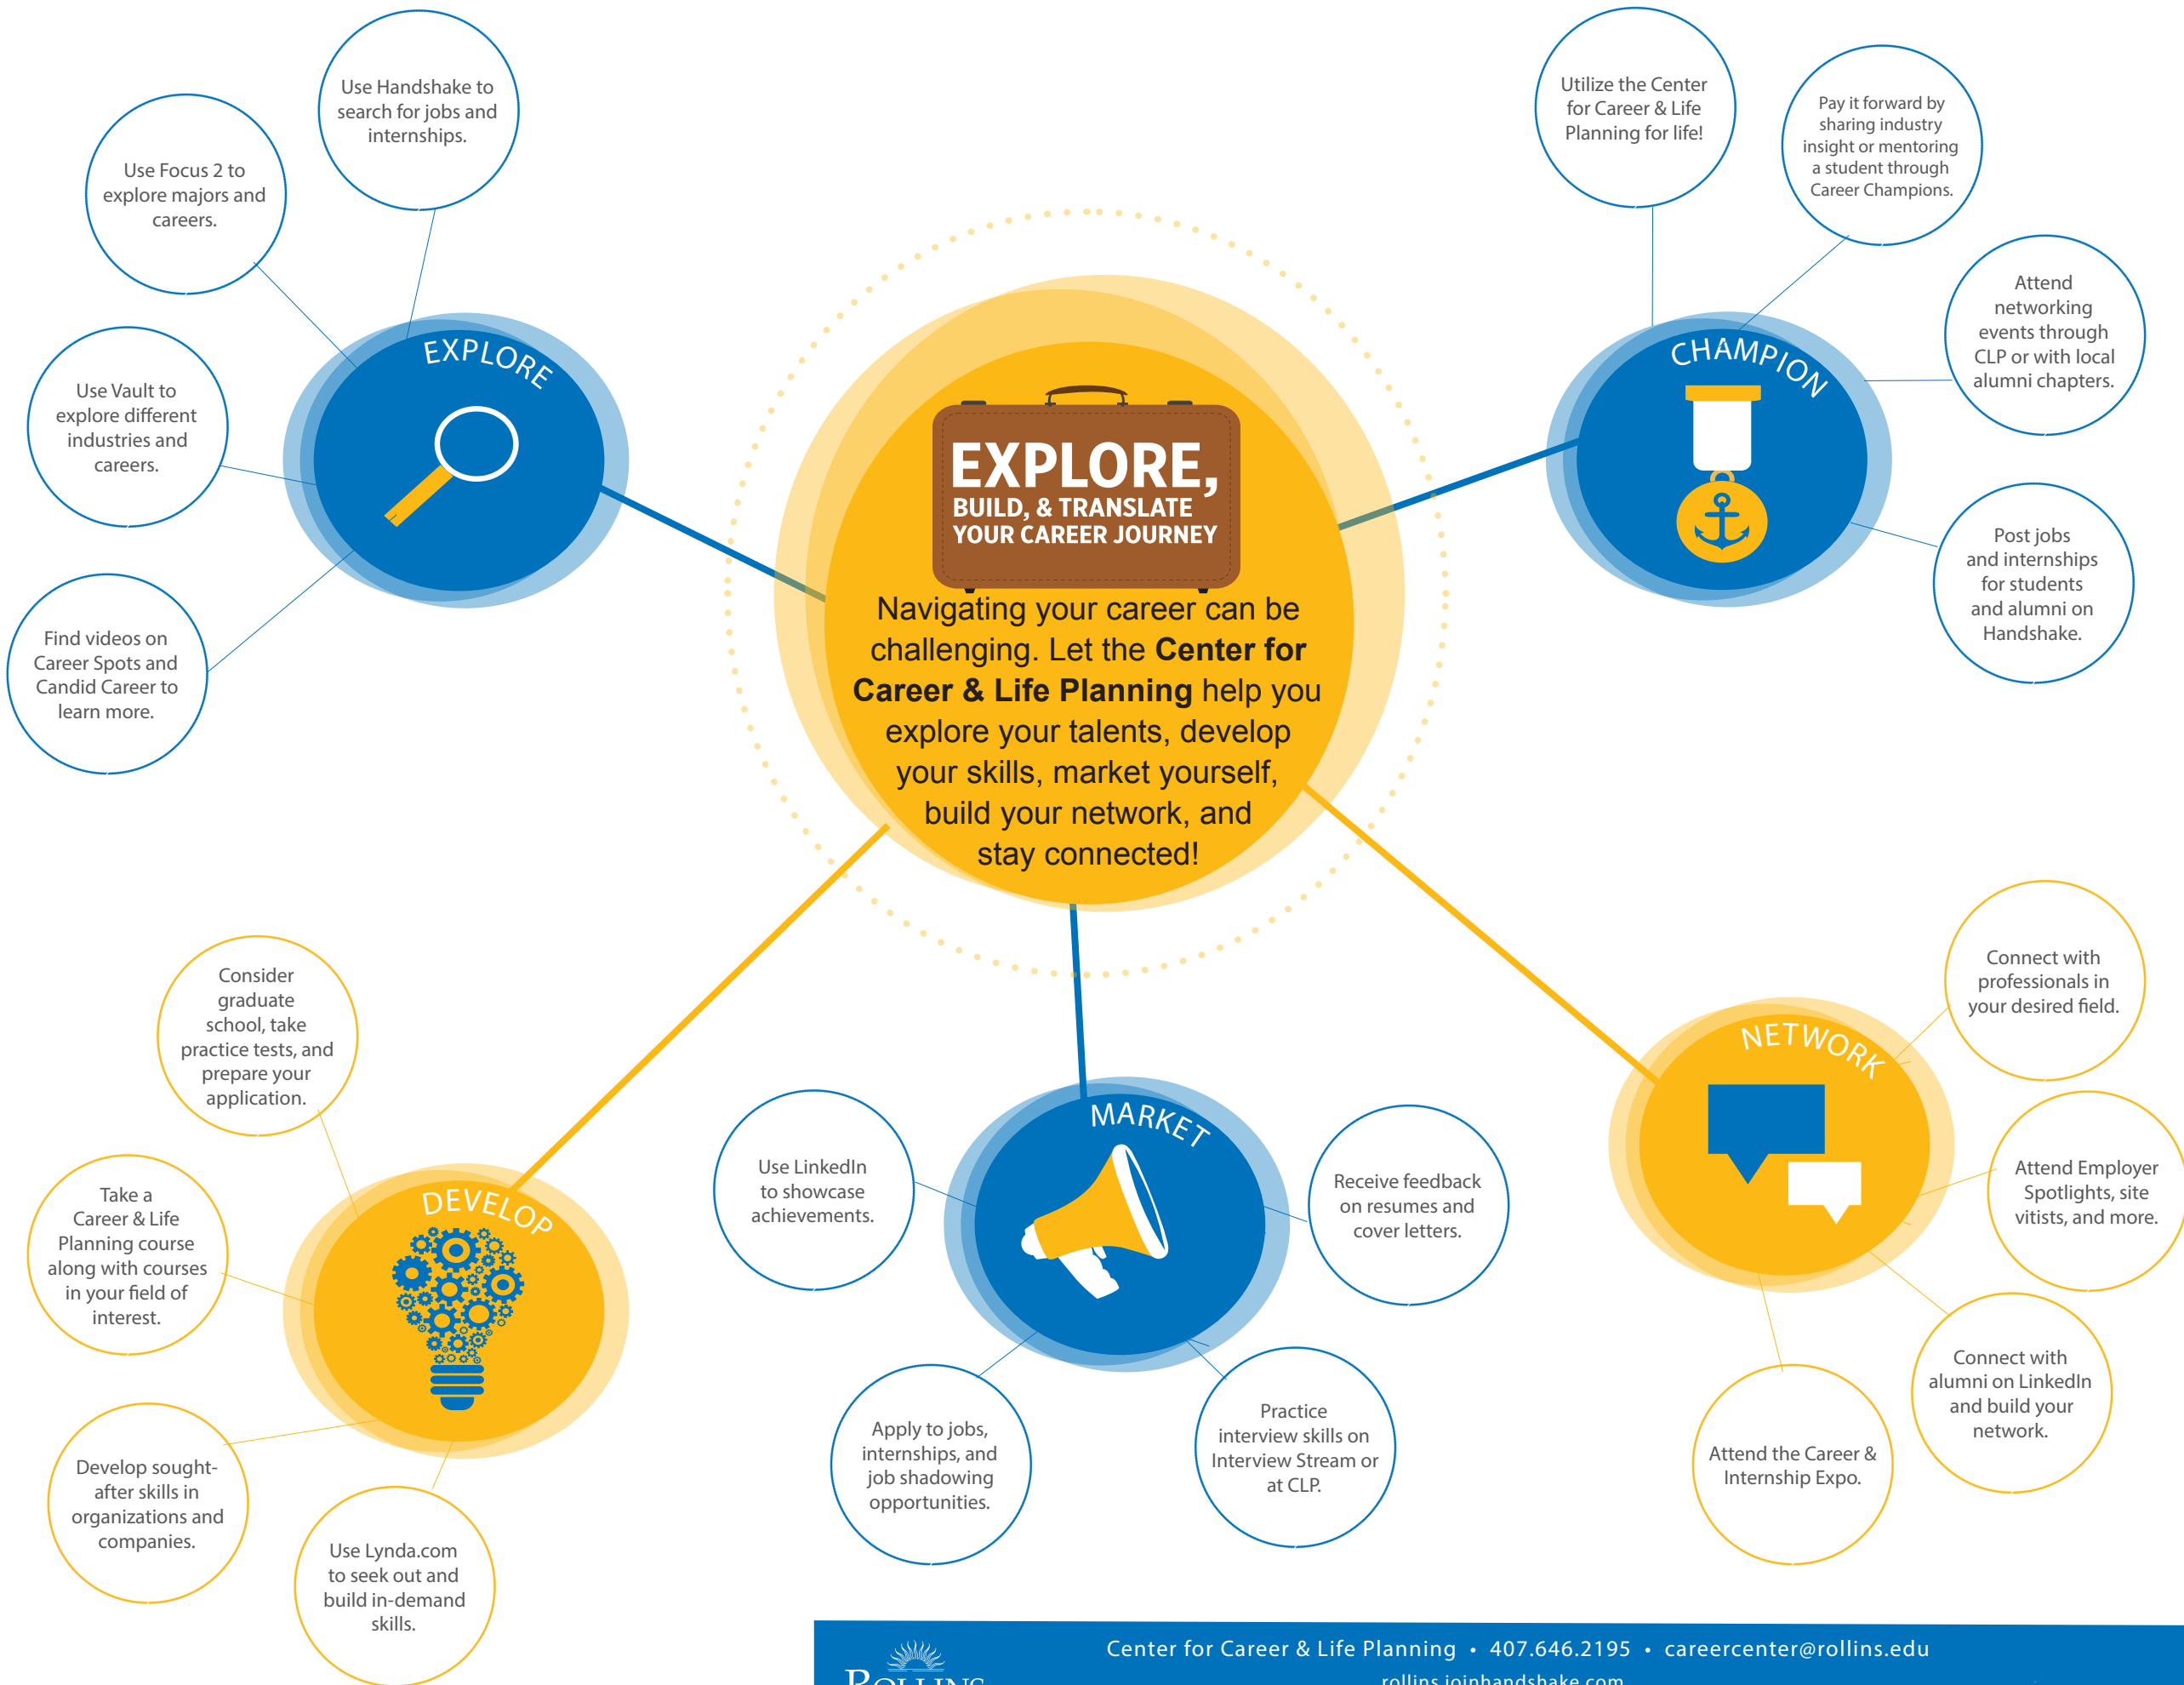 Use Handshake to
search for jobs and
internships.
Use Focus 2 to
explore majors and
careers.
Use Vault to
explore different
industries and
careers.
Find videos on
Career Spots and
Candid Career to
learn more.
EXPLORE
EXPLORE,
BUILD, & TRANSLATE
YOUR CAREER JOURNEY
Navigating your career can be
challenging. Let the Center for
Career & Life Planning help you
explore your talents, develop
your skills, market yourself,
build your network, and
stay connected!
Utilize the Center
for Career & Life
Planning for life!
Pay it forward by
sharing industry
insight or mentoring
a student through
Career Champions.
Attend
networking
events through
CLP or with local
alumni chapters.
Post jobs
and internships
for students
and alumni on
Handshake.
CHAMPION
Consider
graduate
school, take
practice tests, and
prepare your
application.
Take a
Career & Life
Planning course
along with courses
in your field of
interest.
Develop sought-
after skills in
organizations and
companies.
Use Lynda.com
to seek out and
build in-demand
skills.
DEVELOP
MARKET
Use LinkedIn
to showcase
achievements.
Receive feedback
on resumes and
cover letters.
Apply to jobs,
internships, and
job shadowing
opportunities.
Practice
interview skills on
Interview Stream or
at CLP.
NETWORK
Connect with
professionals in
your desired field.
Attend Employer
Spotlights, site
vitists, and more.
Connect with
alumni on LinkedIn
and build your
network.
Attend the Career &
Internship Expo.
ROLLINS
Center for Career & Life Planning • 407.646.2195 • careercenter@rollins.edu
rollins.joinhandshake.com